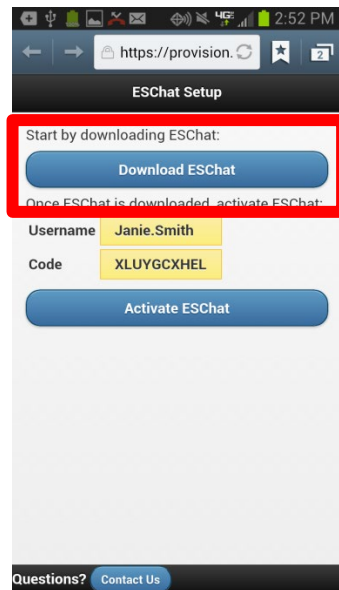 4G 2:52 PM
https://provision. 2
ESChat Setup
Start by downloading ESChat:
Download ESChat
Once ESChat is downloaded, activate ESChat:
Username Janie.Smith
Code XLUYGCXHEL
Activate ESChat
Questions? Contact Us